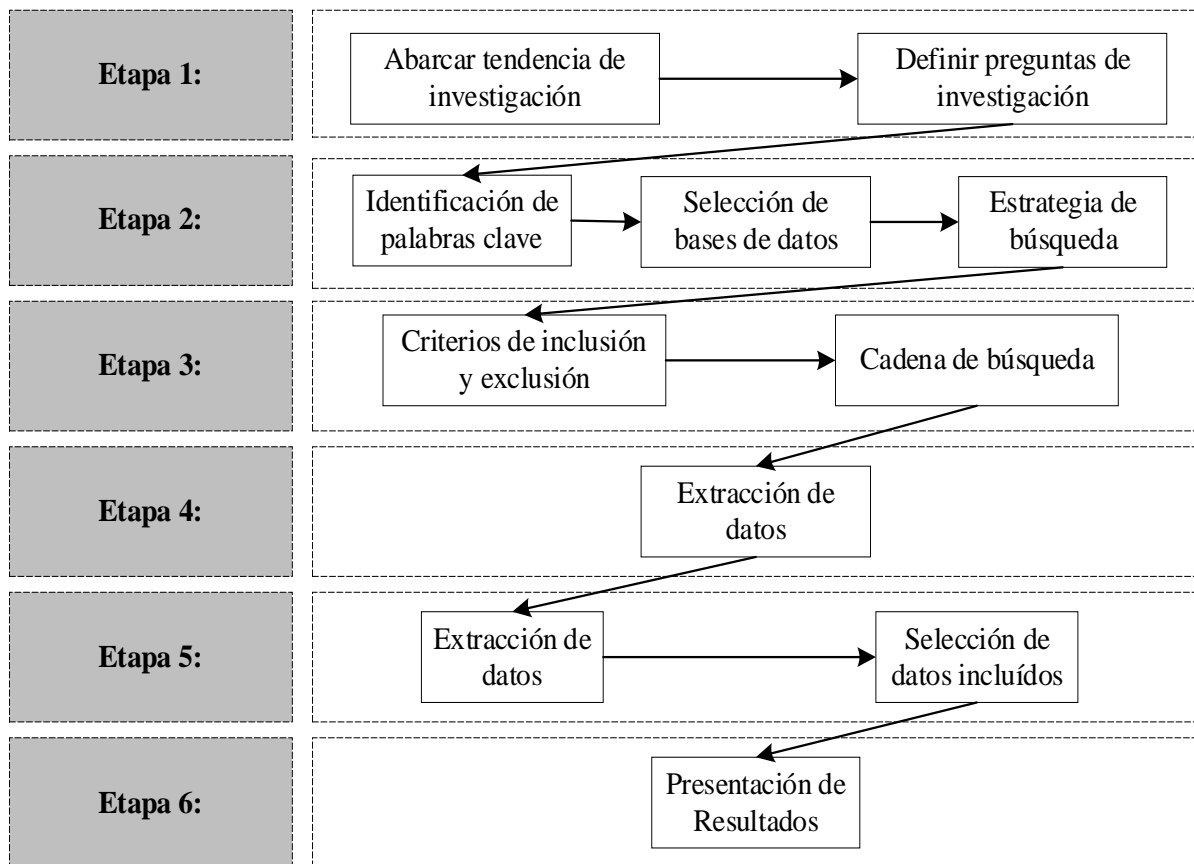 Etapa 1:
Abarcar tendencia de
investigación
Definir preguntas de
investigación
Etapa 2:
Identificación de
palabras clave
Selección de
bases de datos
Estrategia de
búsqueda
Etapa 3:
Criterios de inclusión
y exclusión
Cadena de búsqueda
Etapa 4:
Extracción de
datos
Etapa 5:
Extracción de
datos
Selección de
datos incluídos
Etapa 6:
Presentación de
Resultados